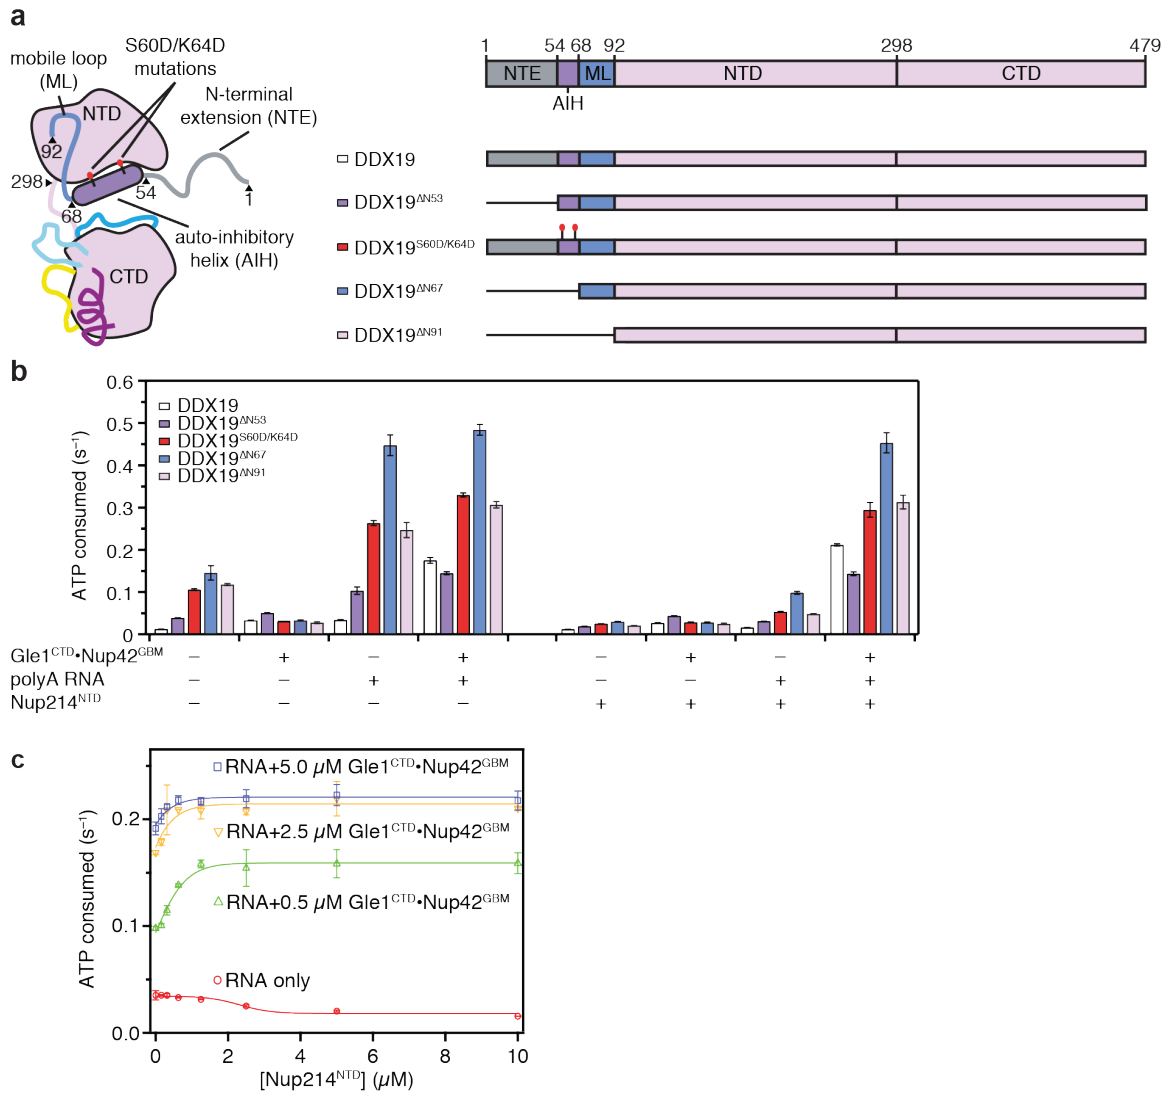 a
S60D/K64D
mutations
mobile loop
(ML)
N-terminal
extension (NTE)
NTD
92
298
54
1
68
auto-inhibitory
helix (AIH)
CTD
1 54 68 92 298 479
NTE ML NTD CTD
AIH
DDX19
DDX19ΔN53
DDX19S60D/K64D
DDX19ΔN67
DDX19ΔN91
b
ATP consumed (s−1)
0.6
0.5
0.4
0.3
0.2
0.1
0
DDX19
DDX19ΔN53
DDX19S60D/K64D
DDX19ΔN67
DDX19ΔN91
Gle1CTD•Nup42GBM − + − + − + − +
polyA RNA − − + + − − + +
Nup214NTD − − − − + + + +
c
ATP consumed (s−1)
0.2
0.1
0.0
RNA+5.0 µM Gle1CTD•Nup42GBM
RNA+2.5 µM Gle1CTD•Nup42GBM
RNA+0.5 µM Gle1CTD•Nup42GBM
RNA only
0 2 4 6 8 10
[Nup214NTD] (µM)